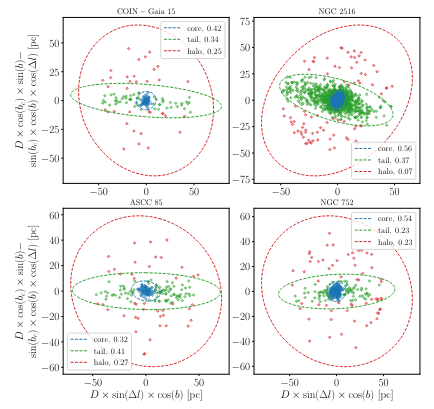 COIN − Gaia 15
NGC 2516
core, 0.42
tail, 0.34
halo, 0.25
50
25
0
−25
−50
−50
0
50
D × cos(b_c) × sin(b)−
sin(b_c) × cos(b) × cos(Δl) [pc]
75
50
25
0
−25
−50
−75
core, 0.56
tail, 0.37
halo, 0.07
−50
0
50
ASCC 85
NGC 752
60
40
20
0
−20
−40
−60
core, 0.32
tail, 0.41
halo, 0.27
−50
0
50
D × cos(b_c) × sin(b)−
sin(b_c) × cos(b) × cos(Δl) [pc]
D × sin(Δl) × cos(b) [pc]
60
40
20
0
−20
−40
−60
core, 0.54
tail, 0.23
halo, 0.23
−50
0
50
D × sin(Δl) × cos(b) [pc]